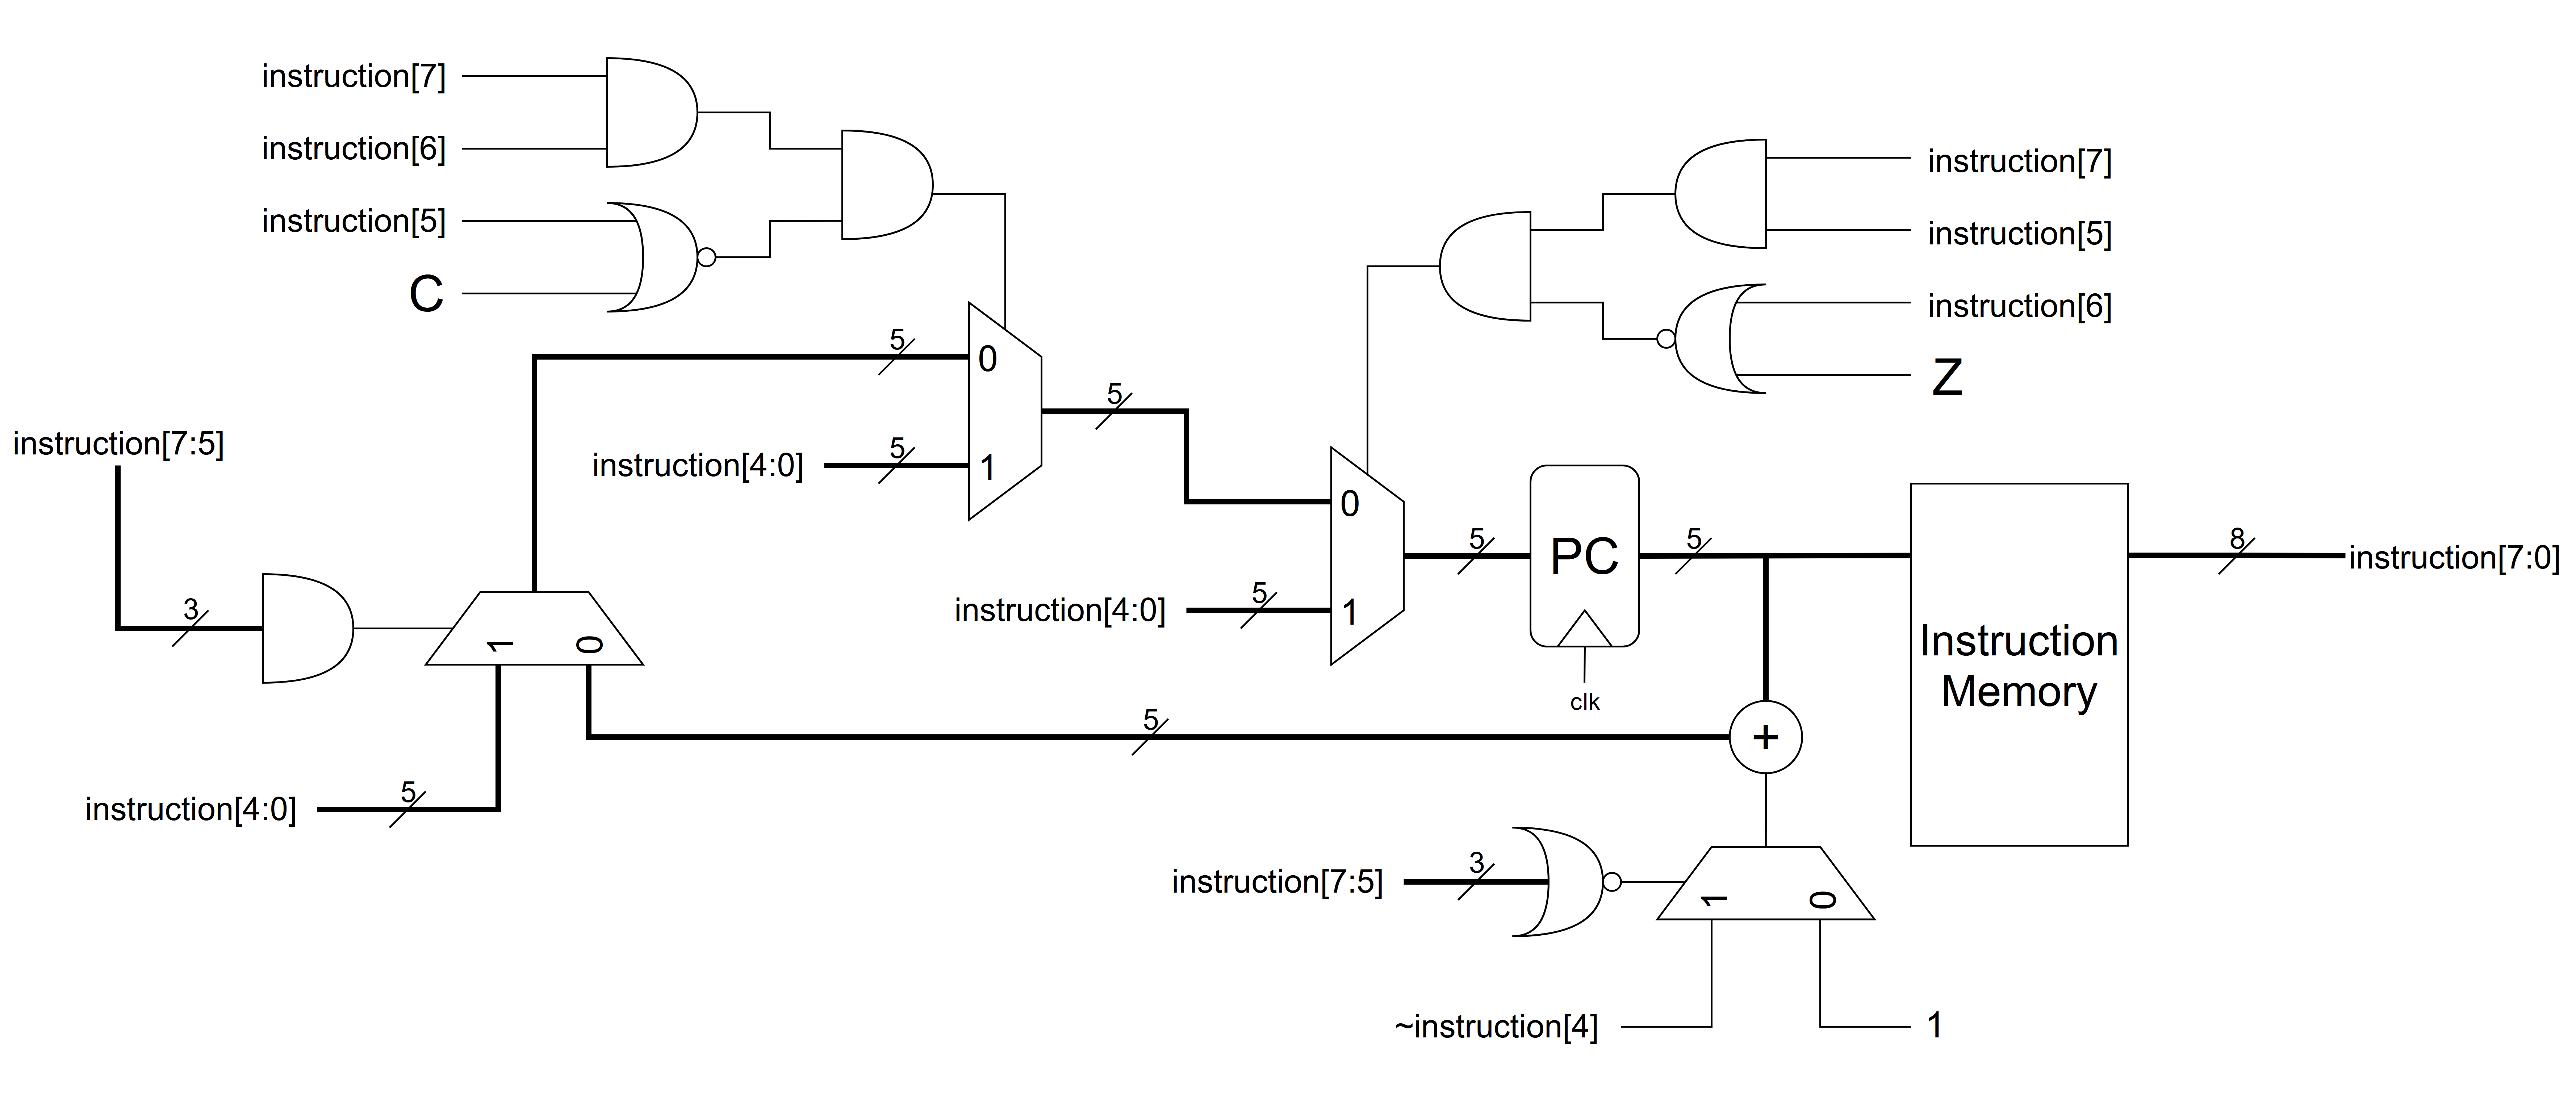 instruction[7]
instruction[6]
instruction[5]
C
instruction[7]
instruction[5]
instruction[6]
Z
5
0
5
instruction[4:0]
5
1
instruction[7:5]
3
1
0
instruction[4:0]
5
0
instruction[4:0]
5
1
5
PC
clk
5
Instruction
Memory
8
instruction[7:0]
5
+
instruction[7:5]
3
1
0
~instruction[4]
1